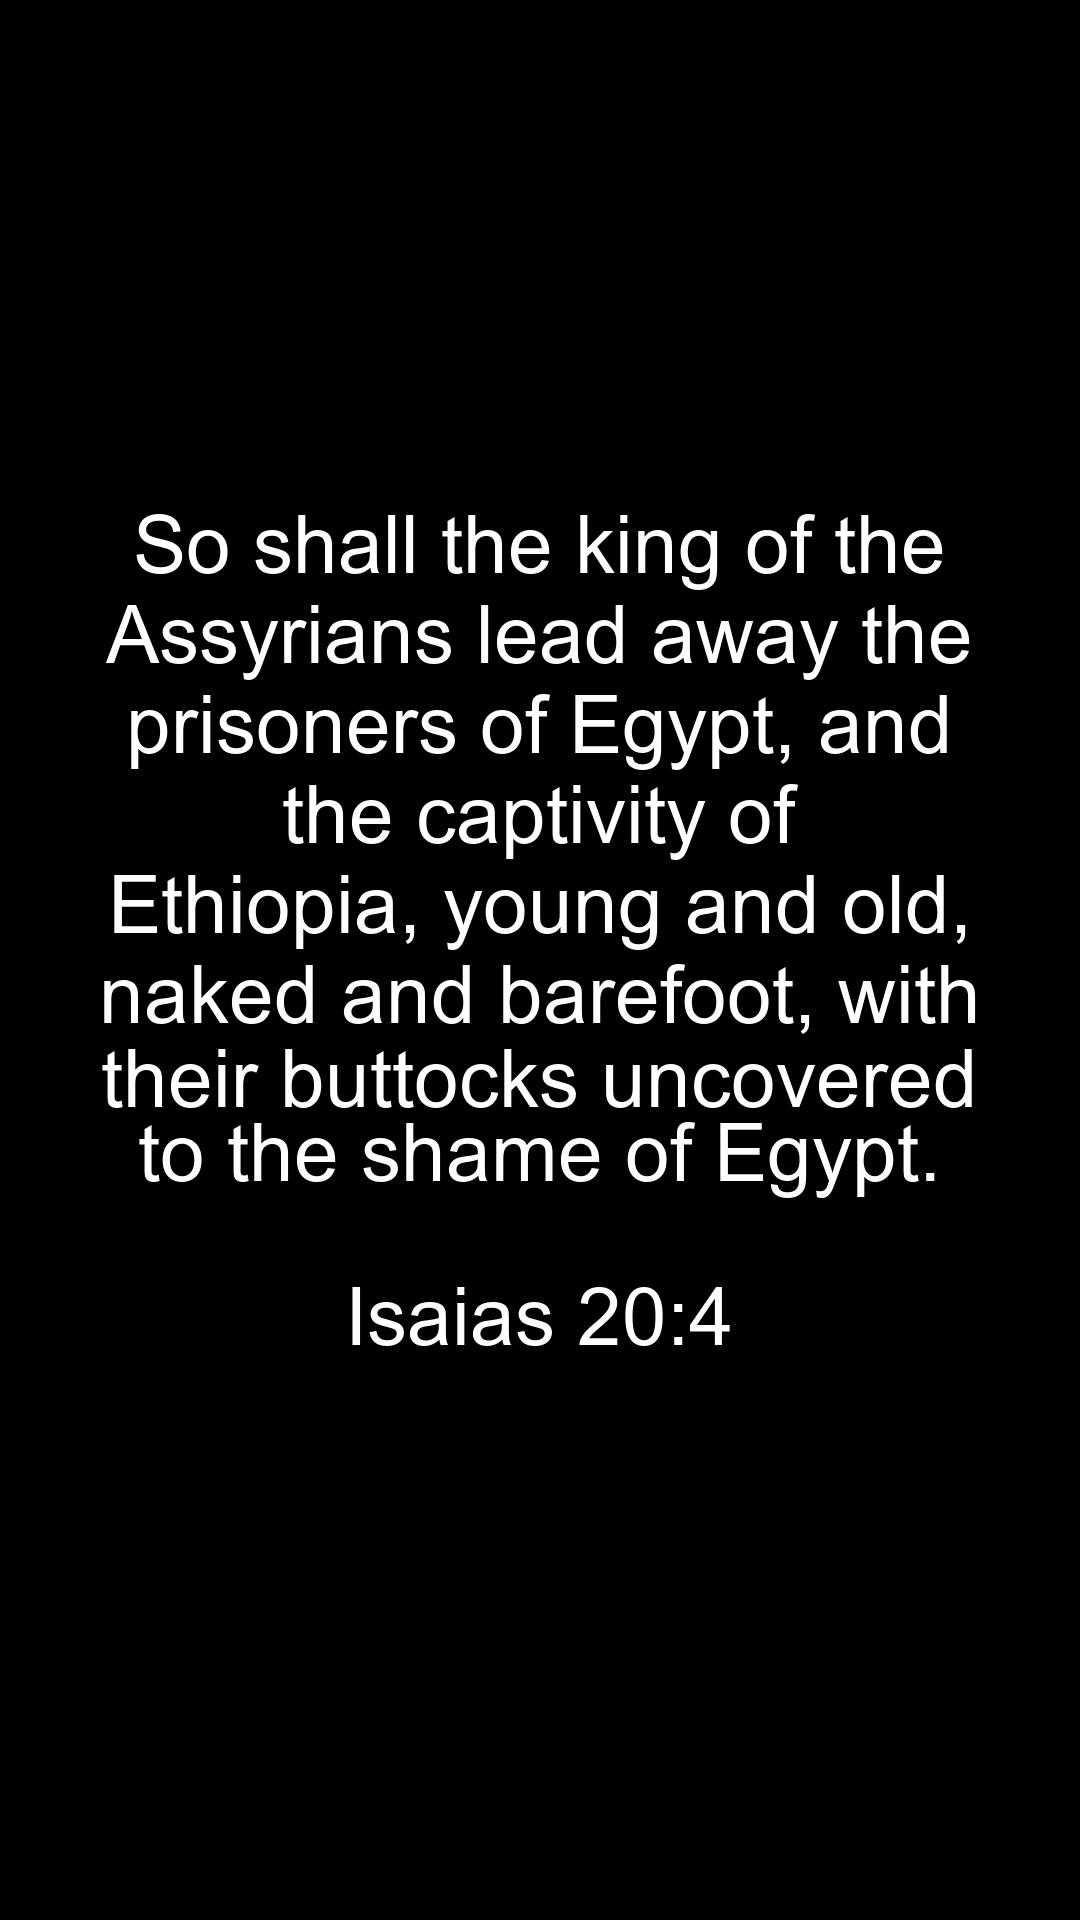 So shall the king of the
Assyrians lead away the
prisoners of Egypt, and
the captivity of
Ethiopia, young and old,
naked and barefoot, with
their buttocks uncovered
to the shame of Egypt.
Isaias 20:4